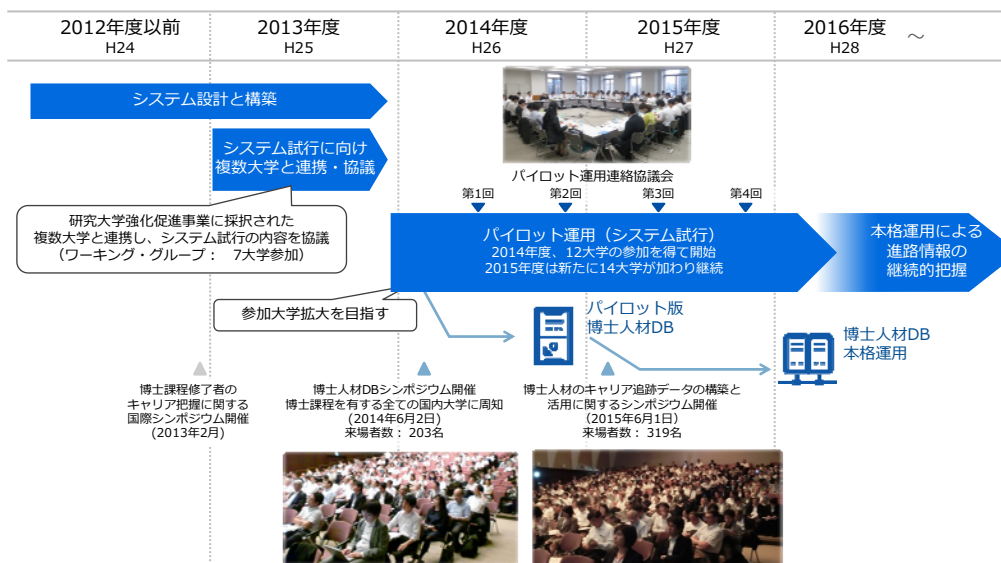 2012年度以前
H24
2013年度
H25
2014年度
H26
2015年度
H27
2016年度 ～
H28
システム設計と構築
システム試行に向け
複数大学と連携・協議
パイロット運用連絡協議会
第1回
第2回
第3回
第4回
研究大学強化促進事業に採択された
複数大学と連携し、システム試行の内容を協議
（ワーキング・グループ： 7大学参加）
パイロット運用（システム試行）
2014年度、12大学の参加を得て開始
2015年度は新たに14大学が加わり継続
本格運用による
進路情報の
継続的把握
参加大学拡大を目指す
パイロット版
博士人材DB
博士人材DB
本格運用
博士課程修了者の
キャリア把握に関する
国際シンポジウム開催
(2013年2月)
博士人材DBシンポジウム開催
博士課程を有する全ての国内大学に周知
(2014年6月2日)
来場者数： 203名
博士人材のキャリア追跡データの構築と
活用に関するシンポジウム開催
（2015年6月1日）
来場者数： 319名